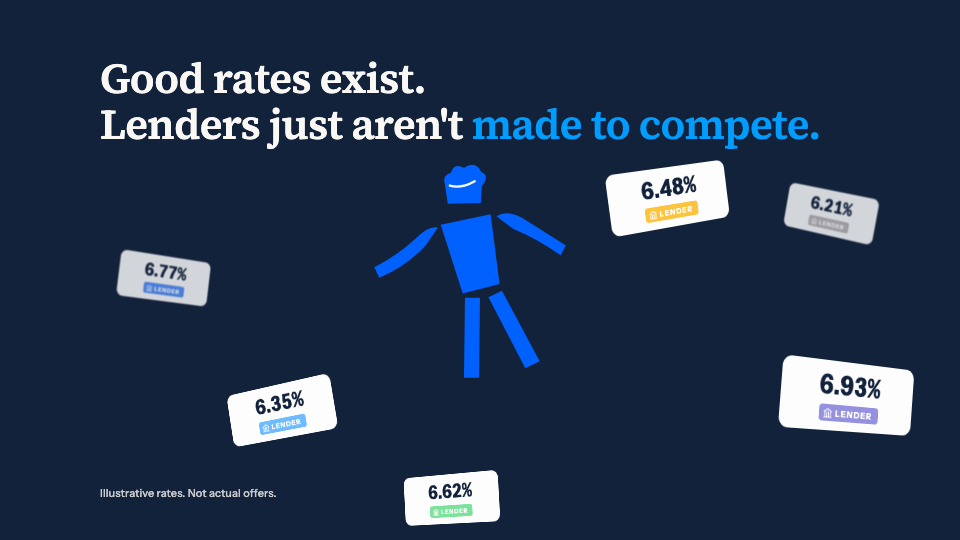 Good rates exist.
Lenders just aren't made to compete.
6.48%
LENDER
6.21%
LENDER
6.77%
LENDER
6.35%
LENDER
6.93%
LENDER
6.62%
LENDER
Illustrative rates. Not actual offers.